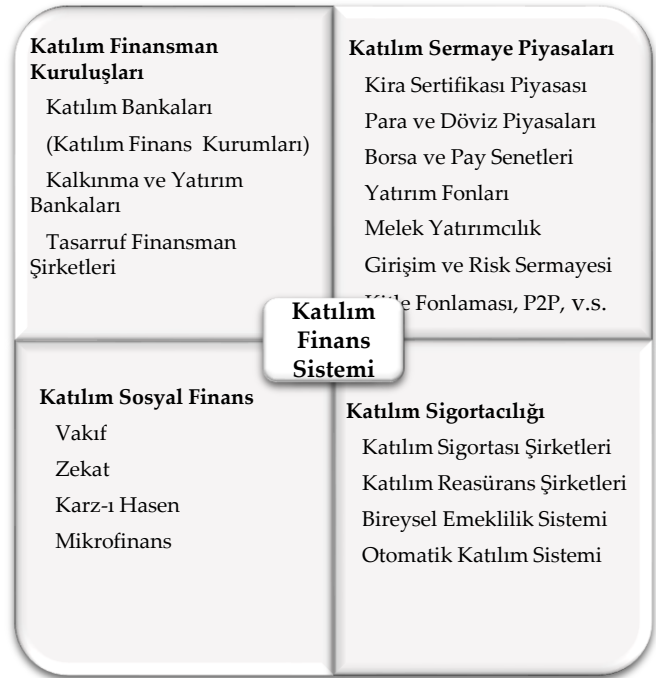 Katılım Finansman
Kuruluşları
Katılım Bankaları
(Katılım Finans Kurumları)
Kalkınma ve Yatırım
Bankaları
Tasarruf Finansman
Şirketleri
Katılım Sermaye Piyasaları
Kira Sertifikası Piyasası
Para ve Döviz Piyasaları
Borsa ve Pay Senetleri
Yatırım Fonları
Melek Yatırımcılık
Girişim ve Risk Sermayesi
Fonlaması, P2P, v.s.
Katılım
Finans
Sistemi
Katılım Sosyal Finans
Vakıf
Zekat
Karz-ı Hasen
Mikrofinans
Katılım Sigortacılığı
Katılım Sigortası Şirketleri
Katılım Reasürans Şirketleri
Bireysel Emeklilik Sistemi
Otomatik Katılım Sistemi